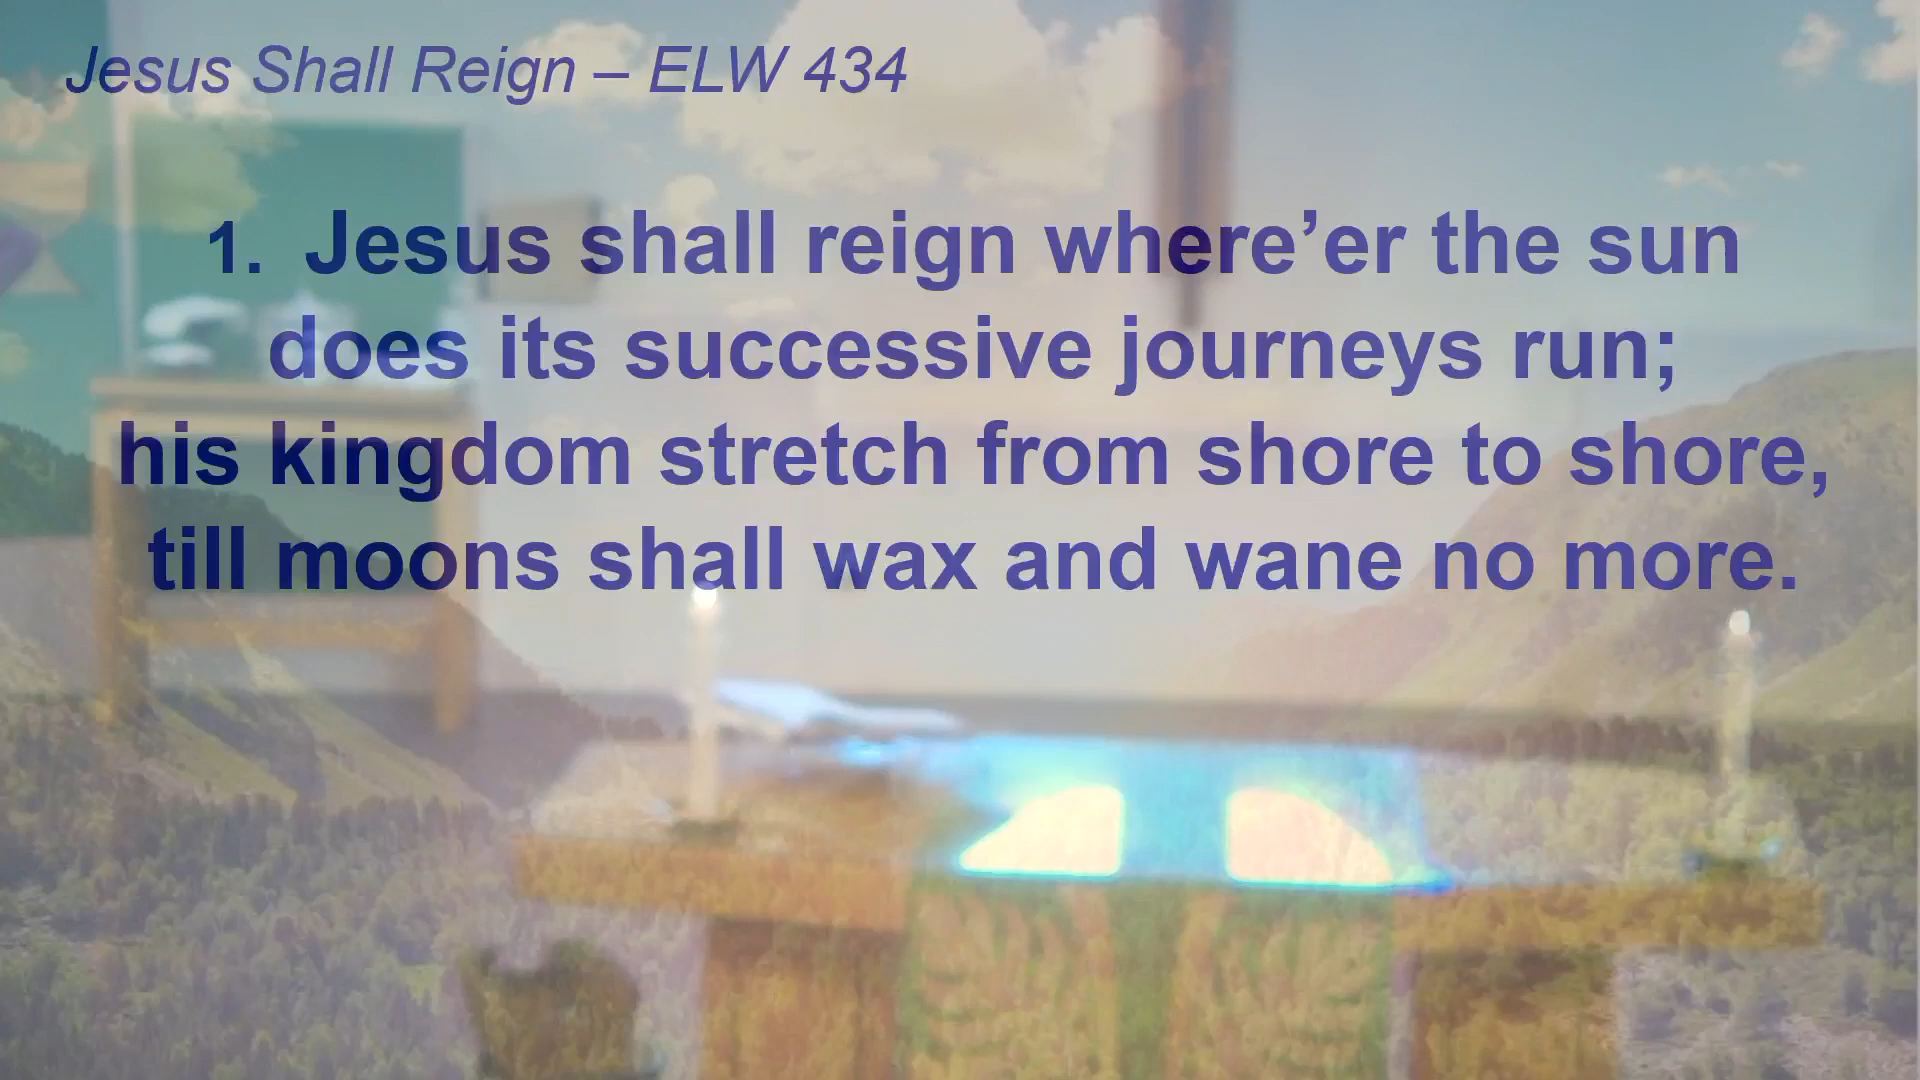 Jesus Shall Reign – ELW 434
1. Jesus shall reign where’er the sun
does its successive journeys run;
his kingdom stretch from shore to shore,
till moons shall wax and wane no more.